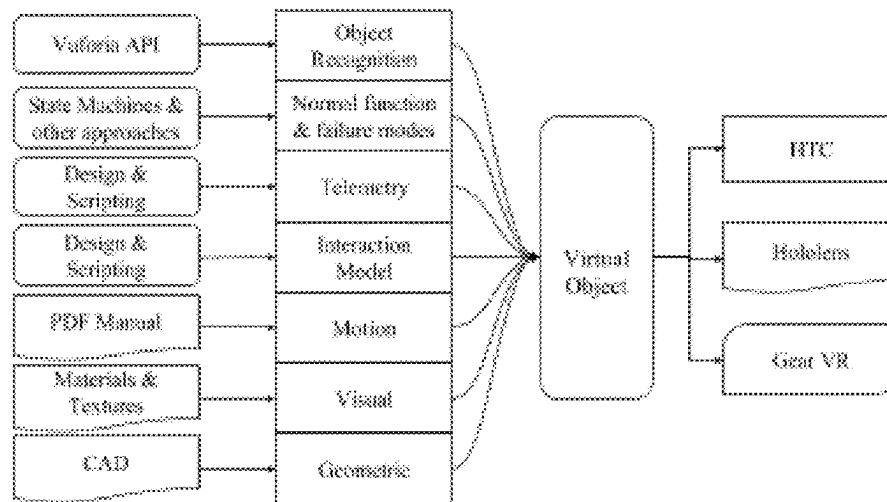 Vuforia API
Object
Recognition
State Machines &
other approaches
Normal function
& failure modes
Design &
Scripting
Telemetry
Design &
Scripting
Interaction
Model
PDF Manual
Motion
Materials &
Textures
Visual
CAD
Geometric
Virtual
Object
HTC
Hololens
Gear VR